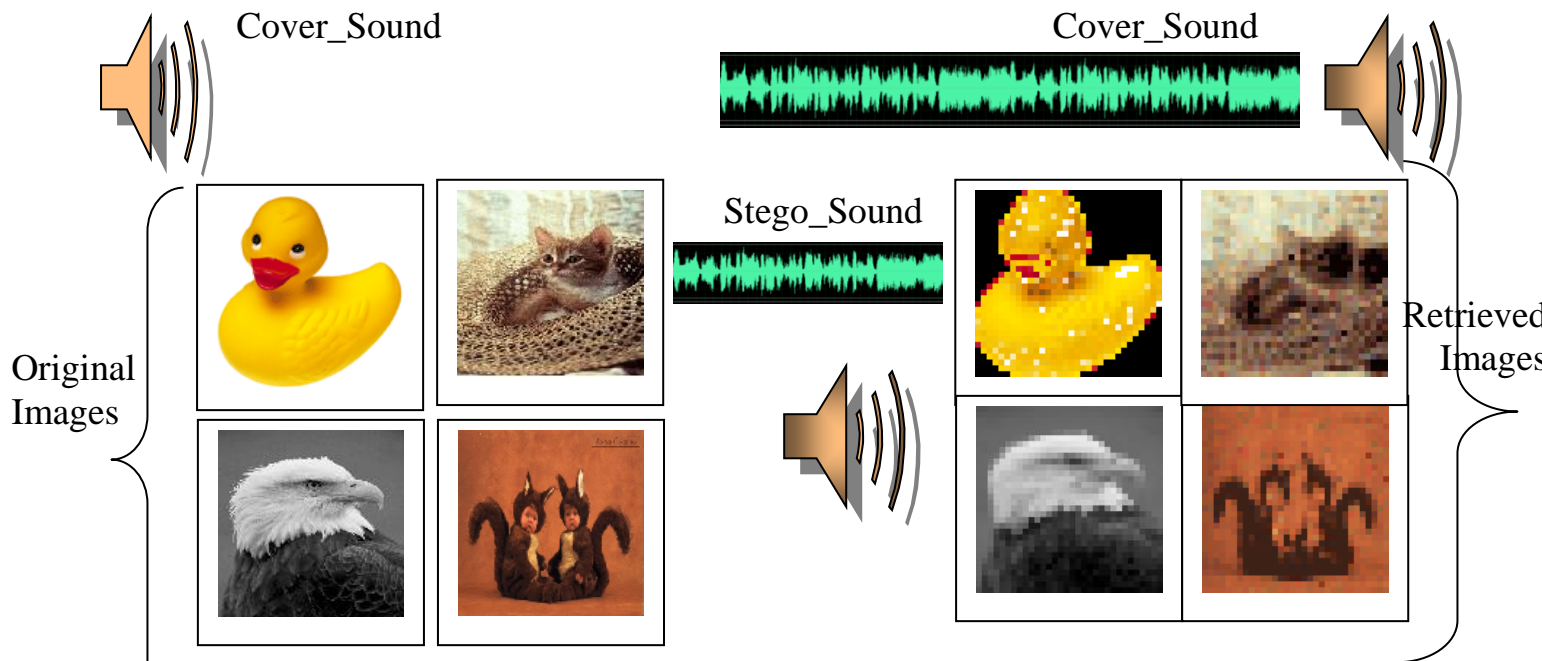 Cover_Sound
Cover_Sound
Stego_Sound
Original
Images
Retrieved
Images